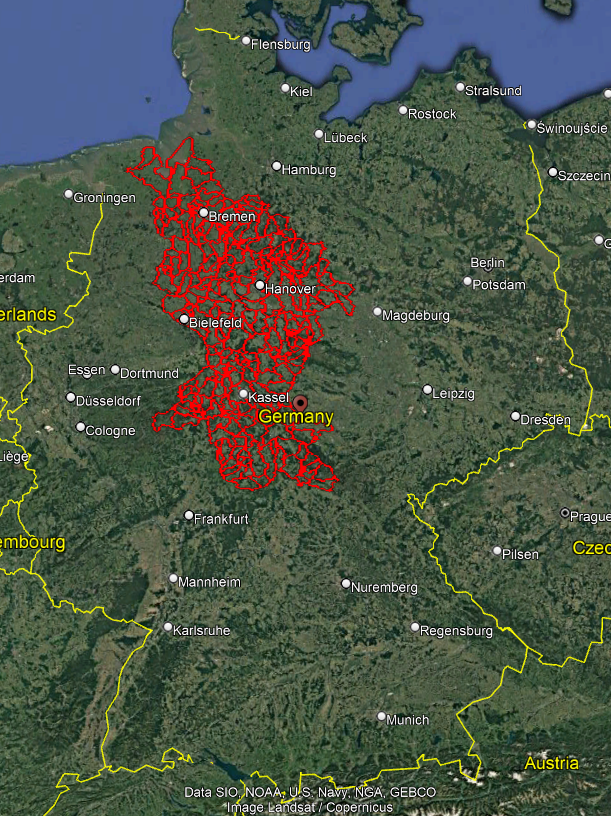 Flensburg
Kiel
Stralsund
Rostock
Świnoujście
Lübeck
Hamburg
Szczecin
Groningen
Bremen
G
Berlin
erdam
Potsdam
Hanover
erlands
Magdeburg
Bielefeld
Essen
Dortmund
Leipzig
Kassel
Düsseldorf
Germany
Dresden
Cologne
Liège
Frankfurt
Prague
embourg
Czec
Pilsen
Mannheim
Nuremberg
Karlsruhe
Regensburg
Munich
Austria
Data SIO, NOAA, U.S. Navy, NGA, GEBCO
Image Landsat / Copernicus